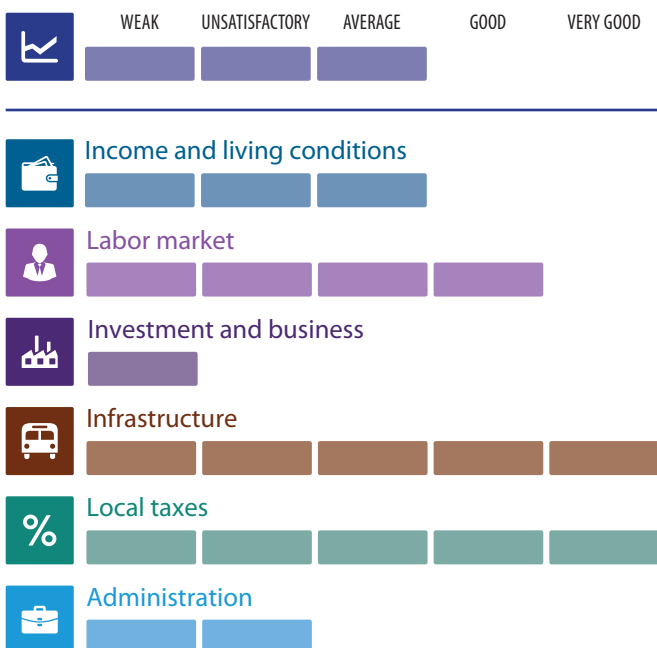 WEAK UNSATISFACTORY AVERAGE GOOD VERY GOOD
Income and living conditions
Labor market
Investment and business
Infrastructure
Local taxes
%
Administration